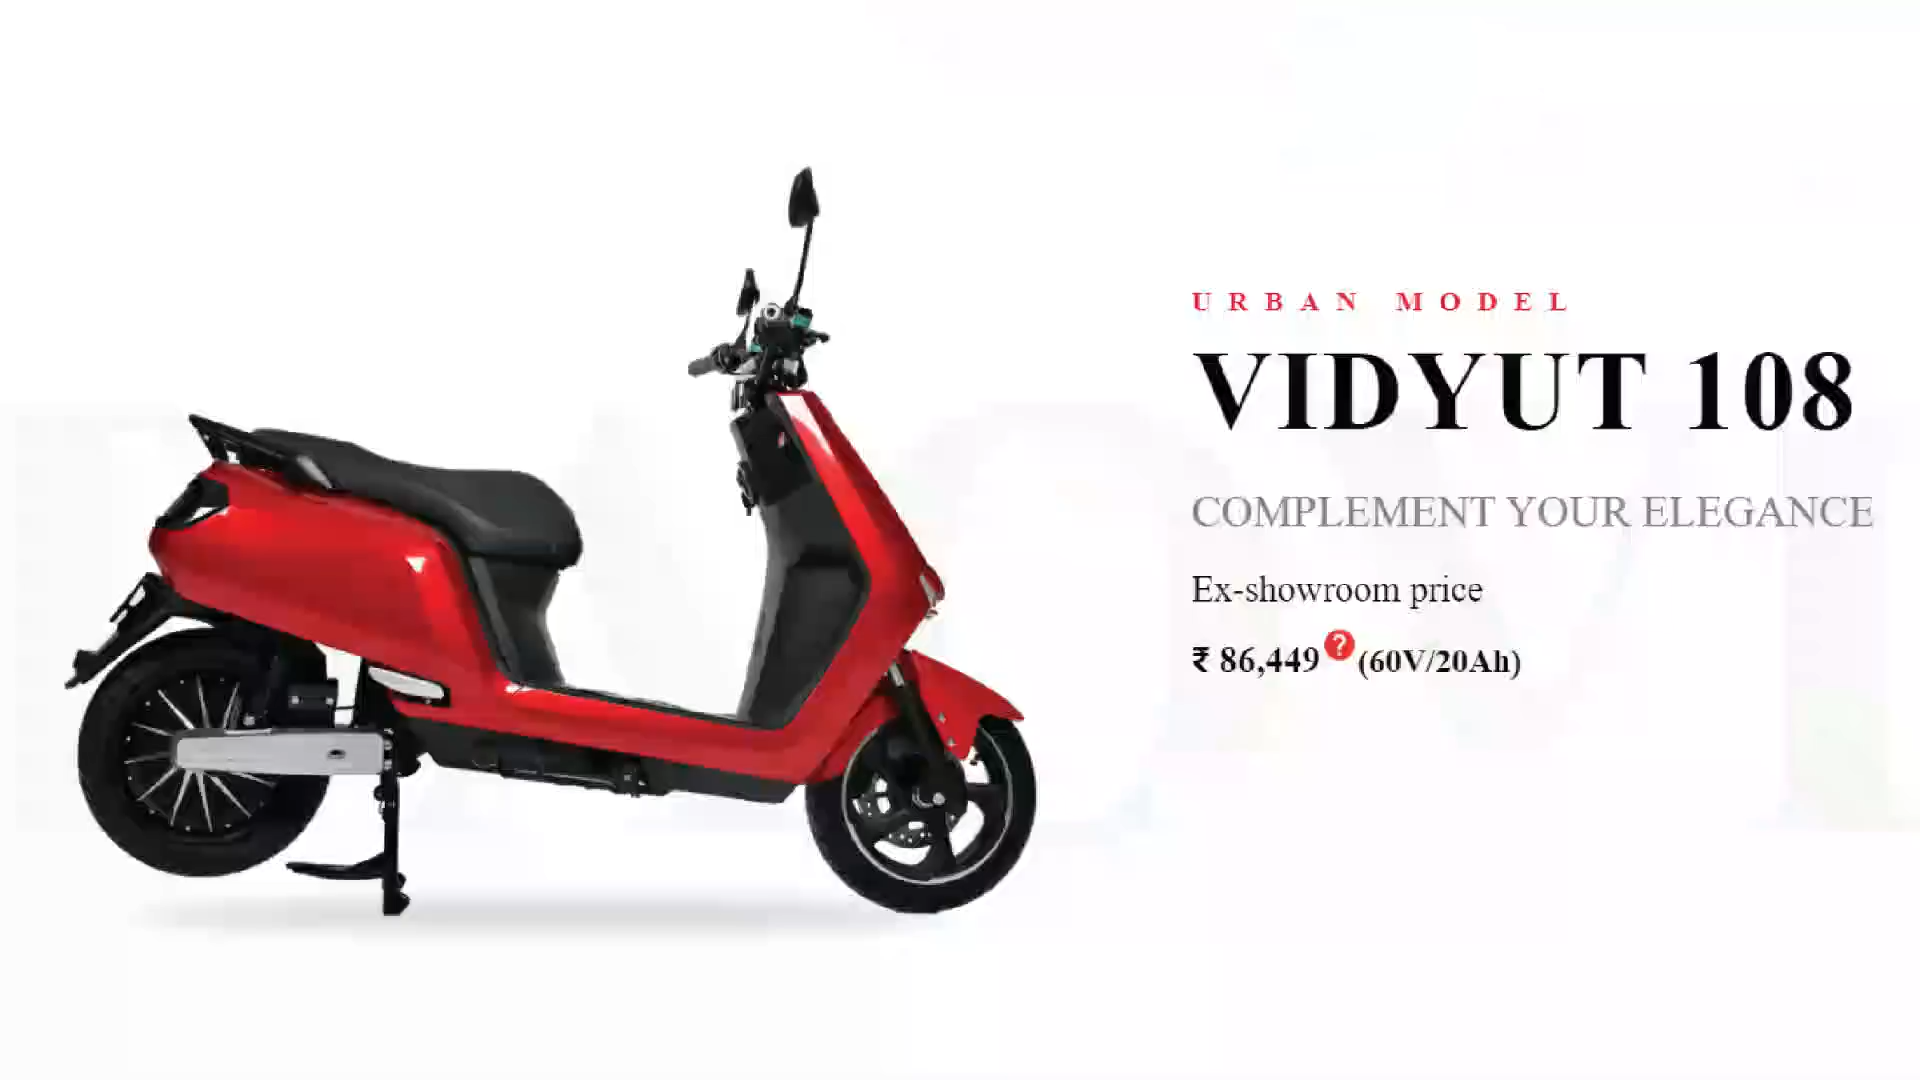 URBAN MODEL
VIDYUT 108
COMPLEMENT YOUR ELEGANCE
Ex-showroom price
₹ 86,449 ? (60V/20Ah)